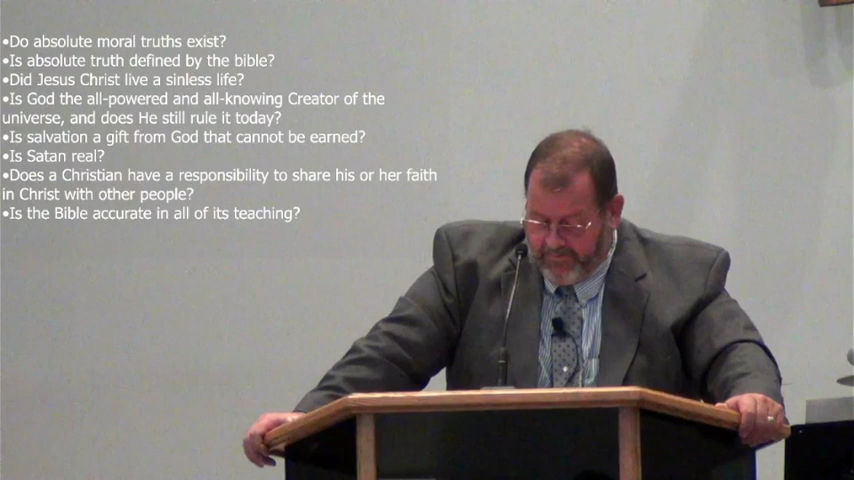 •Do absolute moral truths exist?
•Is absolute truth defined by the bible?
•Did Jesus Christ live a sinless life?
•Is God the all-powered and all-knowing Creator of the
universe, and does He still rule it today?
•Is salvation a gift from God that cannot be earned?
•Is Satan real?
•Does a Christian have a responsibility to share his or her faith
in Christ with other people?
•Is the Bible accurate in all of its teaching?